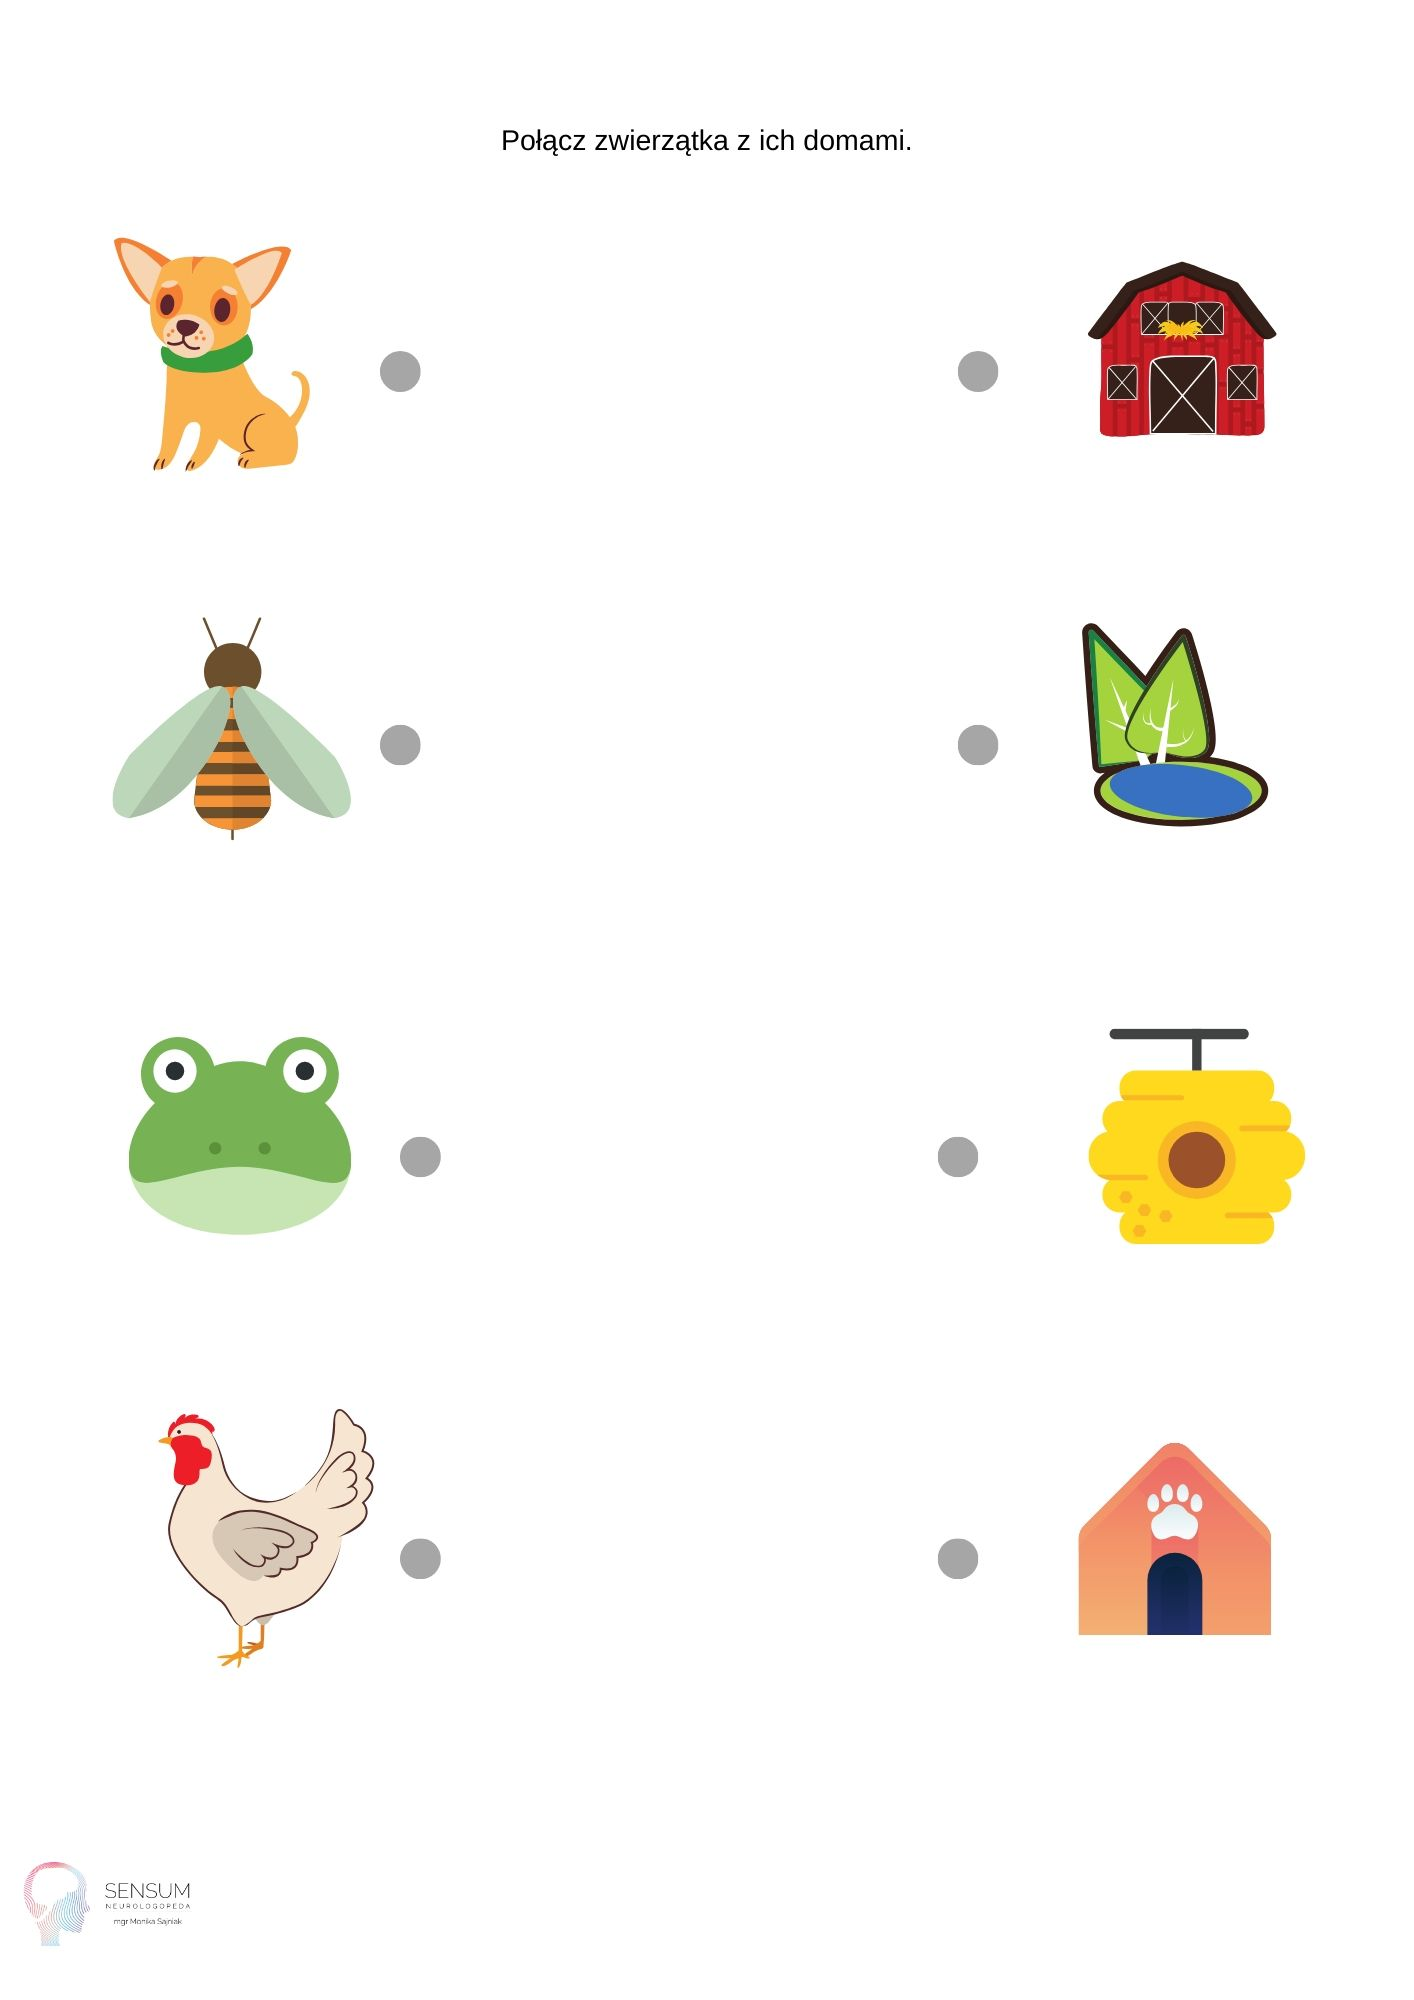 Połącz zwierzątka z ich domami.
SENSUM
NEUROLOGOPEDA
mgr Monika Sajniak